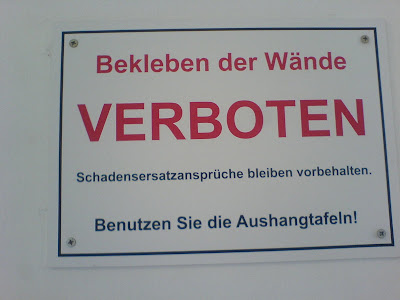 Bekleben der Wände
VERBOTEN
Schadensersatzansprüche bleiben vorbehalten.
Benutzen Sie die Aushangtafeln!